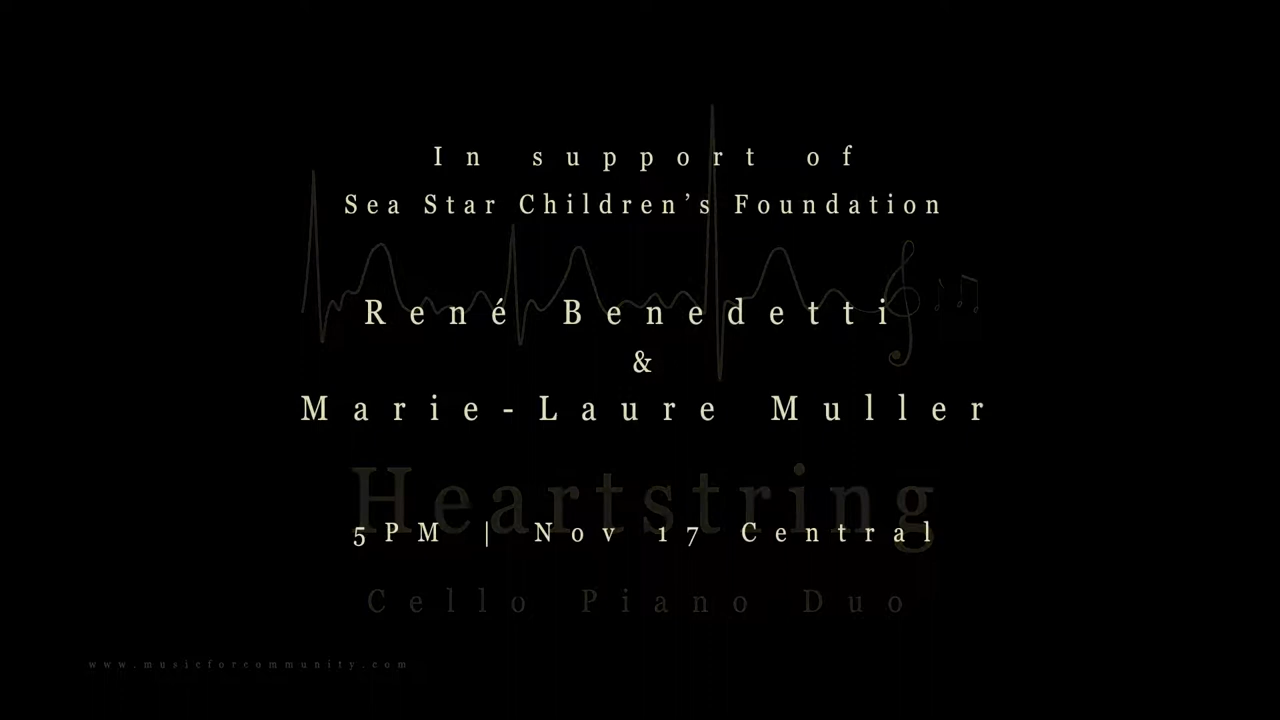 In support of
Sea Star Children’s Foundation
René Benedetti
&
Marie-Laure Muller
Heartstring
5PM | Nov 17 Central
Cello Piano Duo
www.musicforcommunity.com